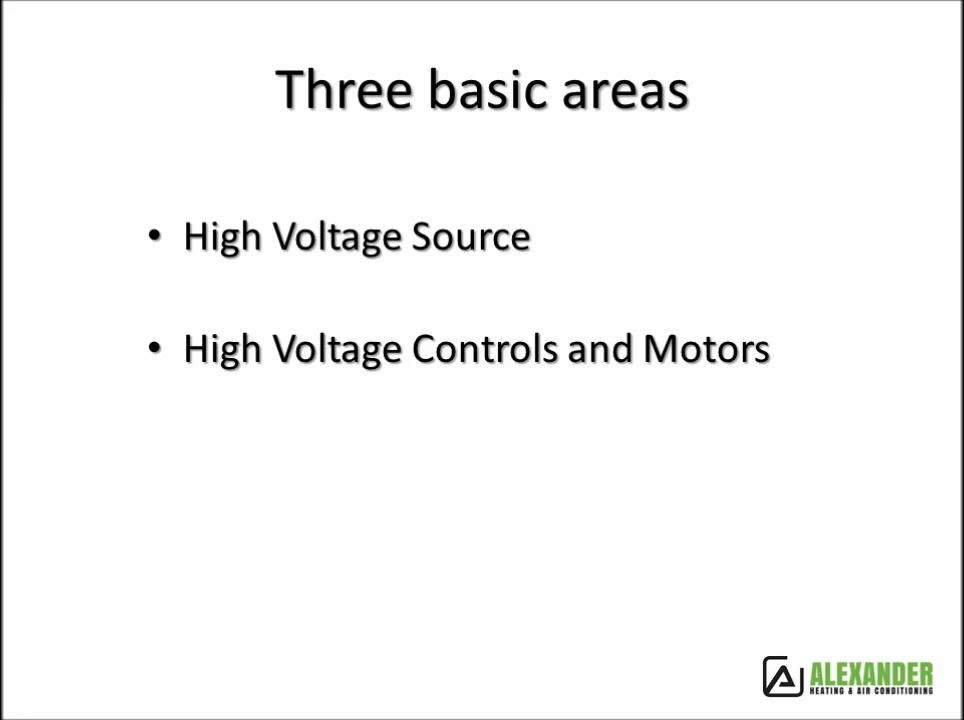 Three basic areas
• High Voltage Source
• High Voltage Controls and Motors
ALEXANDER
HEATING & AIR CONDITIONING